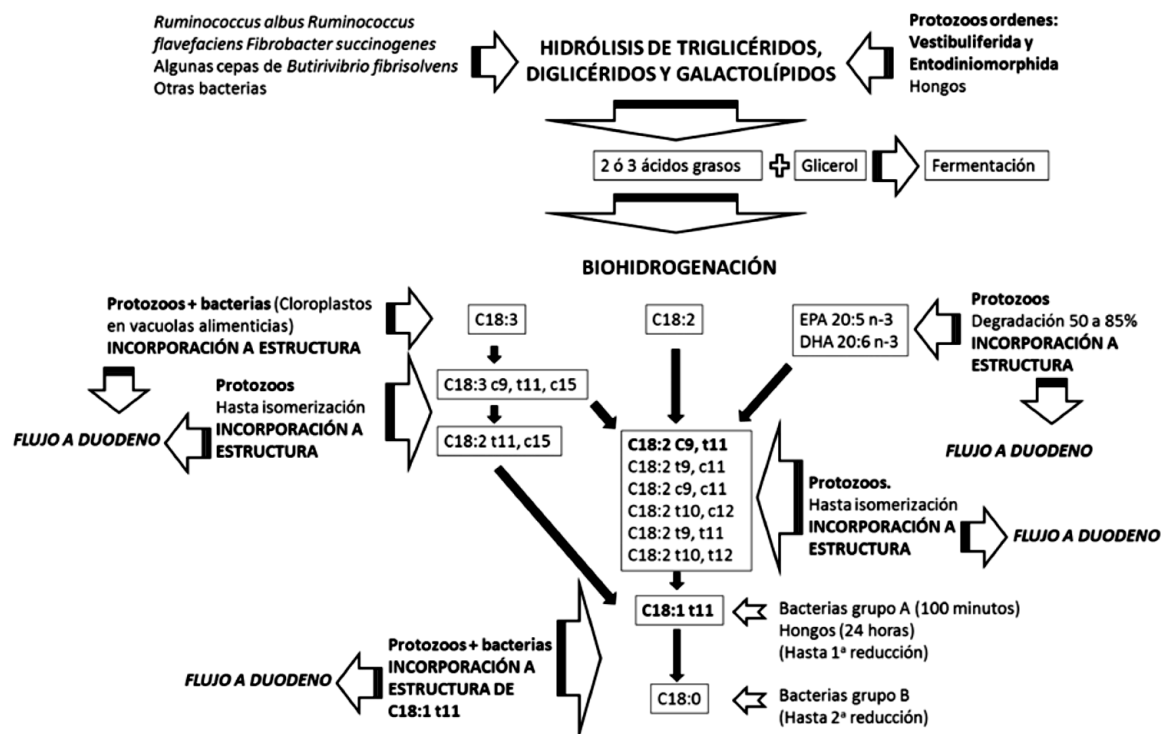 Ruminococcus albus Ruminococcus
flavefaciens Fibrobacter succinogenes
Algunas cepas de Butirivibrio fibrisolvens
Otras bacterias
HIDRÓLISIS DE TRIGLICÉRIDOS,
DIGLICÉRIDOS Y GALACTOLÍPIDOS
Protozoos ordenes:
Vestibuliferida y
Entodiniomorphida
Hongos
2 ó 3 ácidos grasos
Glicerol
Fermentación
BIOHIDROGENACIÓN
Protozoos + bacterias (Cloroplastos
en vacuolas alimenticias)
INCORPORACIÓN A ESTRUCTURA
C18:3
C18:2
EPA 20:5 n-3
DHA 20:6 n-3
Protozoos
Degradación 50 a 85%
INCORPORACIÓN A
ESTRUCTURA
FLUJO A DUODENO
Protozoos
Hasta isomerización
INCORPORACIÓN A
ESTRUCTURA
FLUJO A DUODENO
C18:3 c9, t11, c15
C18:2 t11, c15
C18:2 C9, t11
C18:2 t9, c11
C18:2 c9, c11
C18:2 t10, c12
C18:2 t9, t11
C18:2 t10, t12
Protozoos.
Hasta isomerización
INCORPORACIÓN A
ESTRUCTURA
FLUJO A DUODENO
C18:1 t11
Bacterias grupo A (100 minutos)
Hongos (24 horas)
(Hasta 1ª reducción)
Protozoos + bacterias
INCORPORACIÓN A
ESTRUCTURA DE
C18:1 t11
FLUJO A DUODENO
C18:0
Bacterias grupo B
(Hasta 2ª reducción)